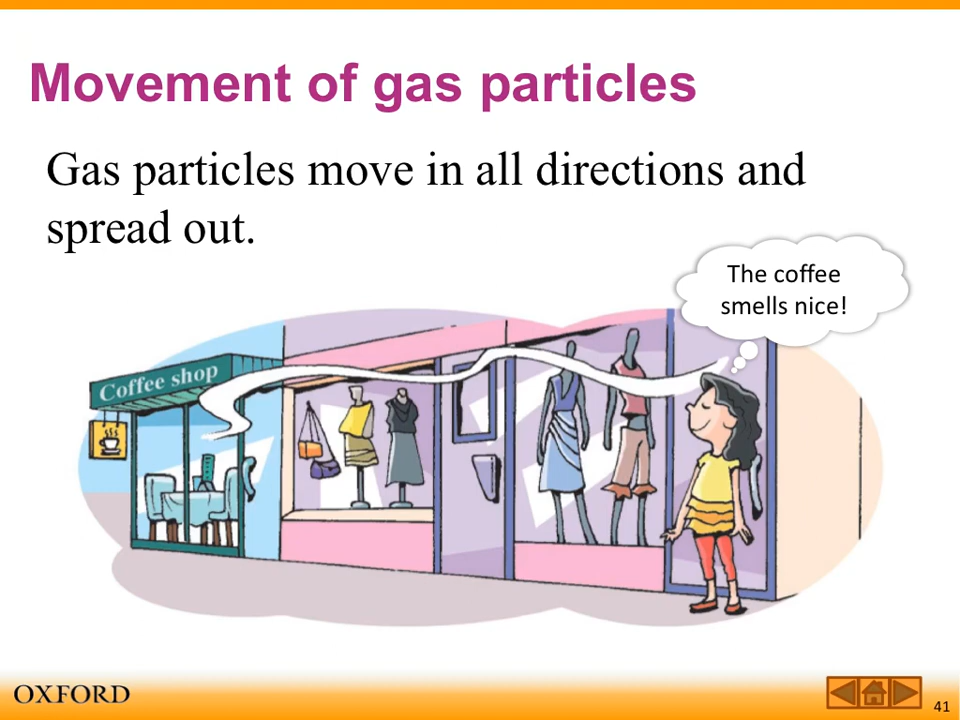 Movement of gas particles
Gas particles move in all directions and
spread out.
The coffee
smells nice!
Coffee shop
OXFORD
41